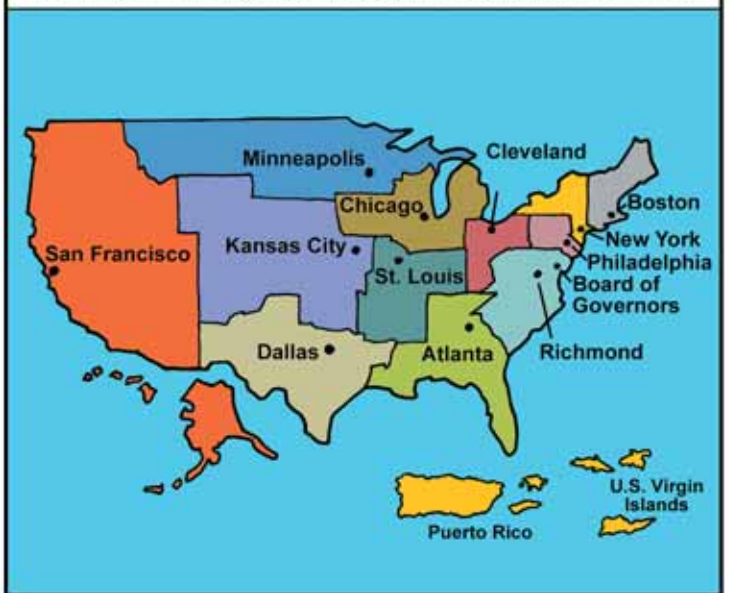 Minneapolis
Cleveland
Chicago
Boston
San Francisco
Kansas City
St. Louis
New York
Philadelphia
Board of
Governors
Dallas
Atlanta
Richmond
U.S. Virgin
Islands
Puerto Rico